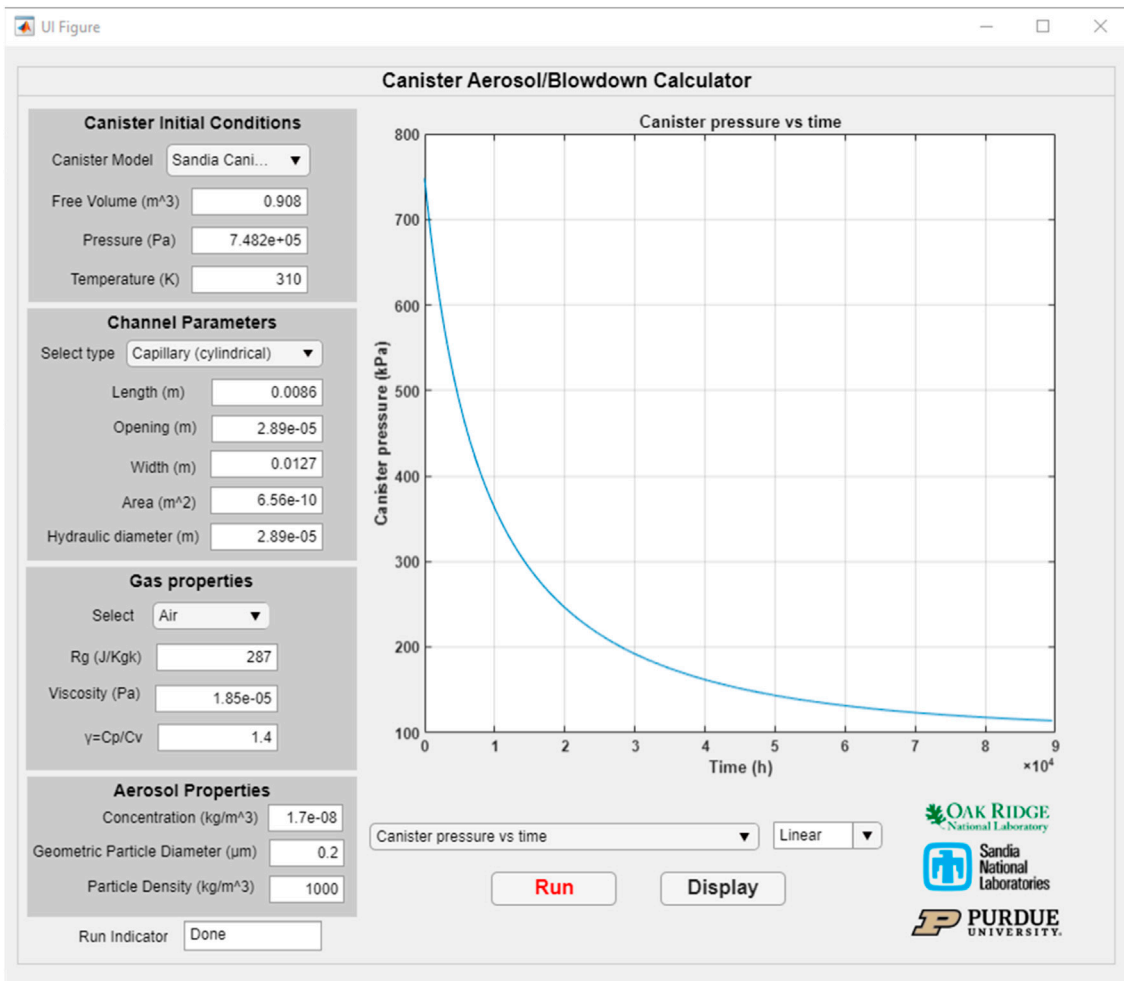 UI Figure
Canister Aerosol/Blowdown Calculator
Canister Initial Conditions
Canister Model Sandia Cani...
Free Volume (m^3) 0.908
Pressure (Pa) 7.482e+05
Temperature (K) 310
Channel Parameters
Select type Capillary (cylindrical)
Length (m) 0.0086
Opening (m) 2.89e-05
Width (m) 0.0127
Area (m^2) 6.56e-10
Hydraulic diameter (m) 2.89e-05
Gas properties
Select Air
Rg (J/Kgk) 287
Viscosity (Pa) 1.85e-05
γ=Cp/Cv 1.4
Aerosol Properties
Concentration (kg/m^3) 1.7e-08
Geometric Particle Diameter (μm) 0.2
Particle Density (kg/m^3) 1000
Run Indicator Done
Canister pressure vs time
Canister pressure (kPa)
800
700
600
500
400
300
200
100
0 1 2 3 4 5 6 7 8 9
Time (h)
×10⁴
Canister pressure vs time Linear
Run Display
OAK RIDGE
National Laboratory
Sandia
National
Laboratories
PURDUE
UNIVERSITY.